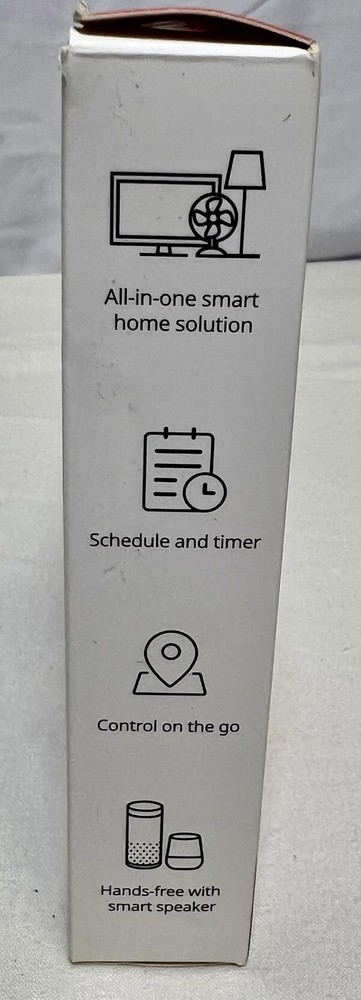 All-in-one smart
home solution
Schedule and timer
Control on the go
Hands-free with
smart speaker